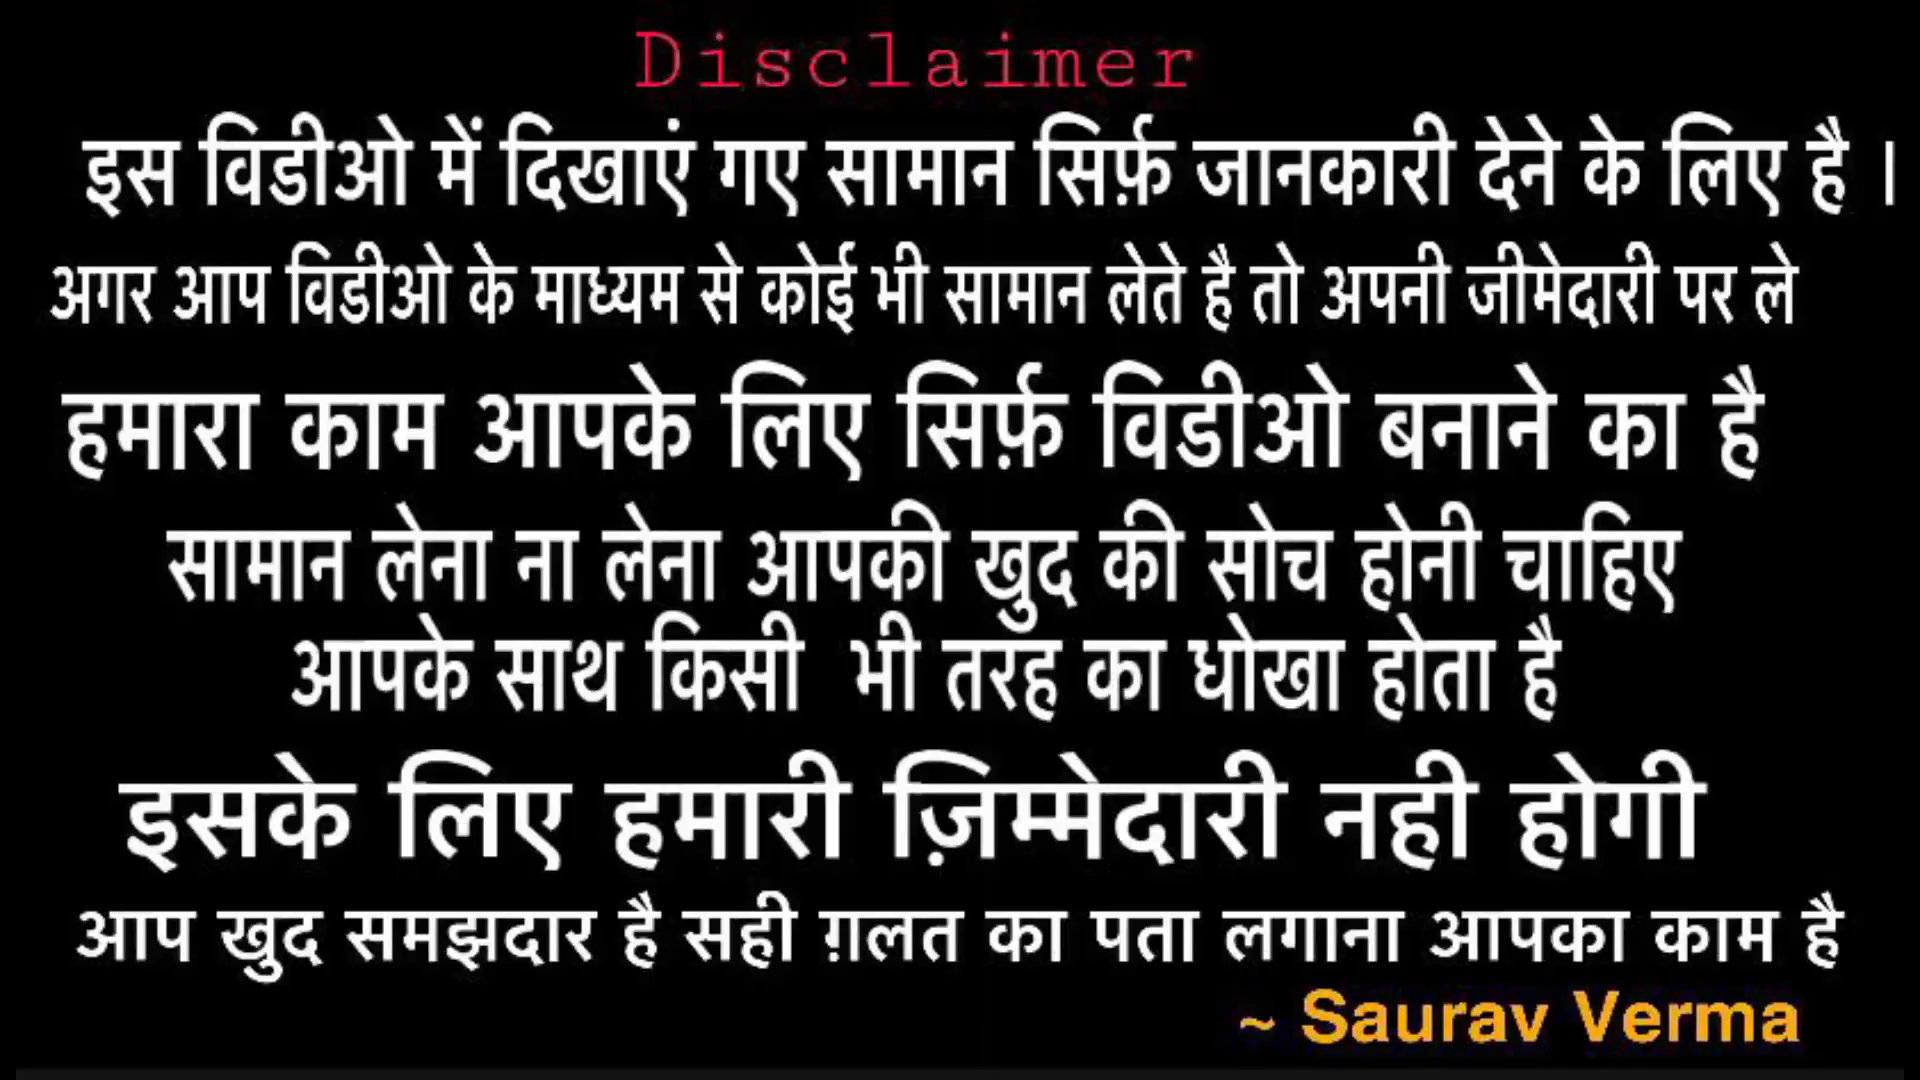 Disclaimer
इस विडीओ में दिखाएं गए सामान सिर्फ़ जानकारी देने के लिए है ।
अगर आप विडीओ के माध्यम से कोई भी सामान लेते है तो अपनी जीमेदारी पर ले
हमारा काम आपके लिए सिर्फ़ विडीओ बनाने का है
सामान लेना ना लेना आपकी खुद की सोच होनी चाहिए
आपके साथ किसी भी तरह का धोखा होता है
इसके लिए हमारी ज़िम्मेदारी नही होगी
आप खुद समझदार है सही ग़लत का पता लगाना आपका काम है
~ Saurav Verma